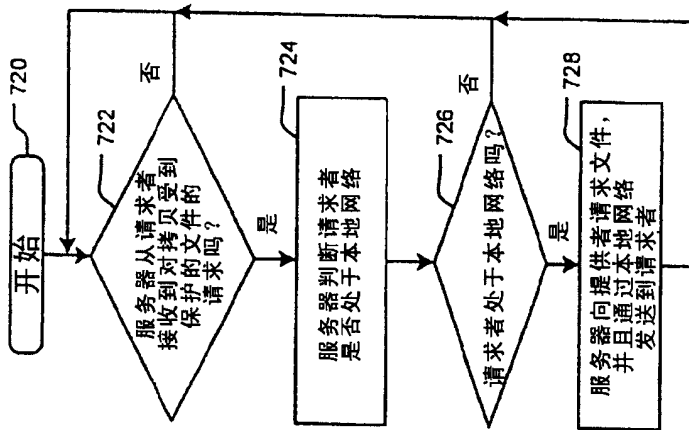 开始
720
服务器从请求者
接收到对拷贝受到
保护的文件的
请求吗?
722
否
是
服务器判断请求者
是否处于本地网络
724
请求者处于本地网络吗?
726
否
是
服务器向提供者请求文件,
并且通过本地网络
发送到请求者
728